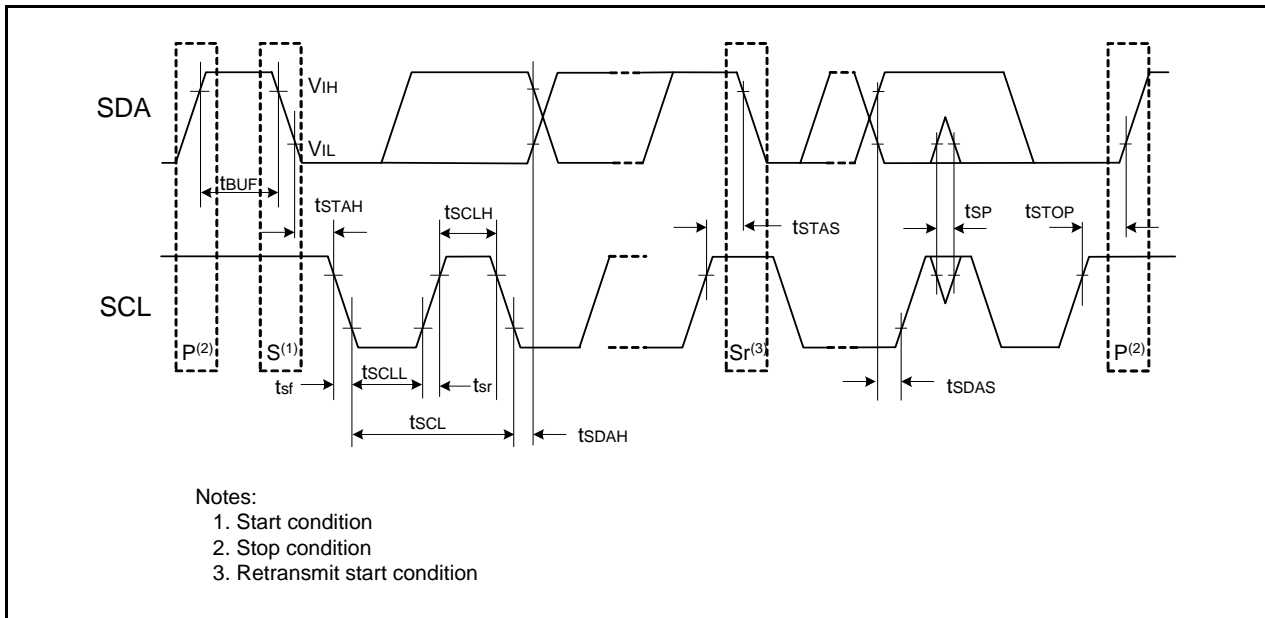 SDA
VIH
VIL
tBUF
tSTAH
tSCLH
tSTAS
tSP
tSTOP
SCL
P(2)
S(1)
Sr(3)
P(2)
tsf
tSCLL
tsr
tSDAS
tSCL
tSDAH
Notes:
1. Start condition
2. Stop condition
3. Retransmit start condition